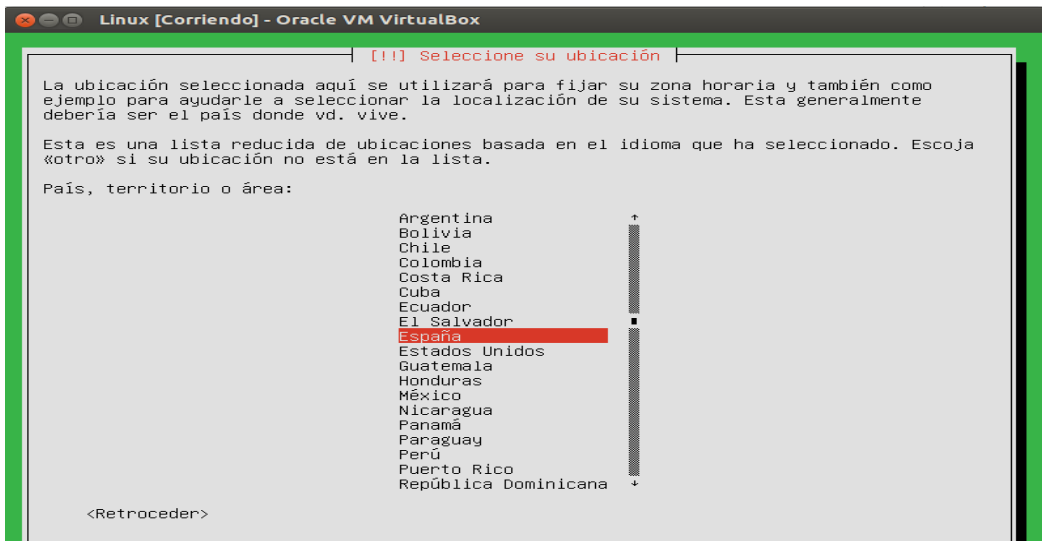 Linux [Corriendo] - Oracle VM VirtualBox
[!!] Seleccione su ubicación
La ubicación seleccionada aquí se utilizará para fijar su zona horaria y también como
ejemplo para ayudarle a seleccionar la localización de su sistema. Esta generalmente
debería ser el país donde vd. vive.
Esta es una lista reducida de ubicaciones basada en el idioma que ha seleccionado. Escoja
«otro» si su ubicación no está en la lista.
País, territorio o área:
Argentina
Bolivia
Chile
Colombia
Costa Rica
Cuba
Ecuador
El Salvador
España
Estados Unidos
Guatemala
Honduras
México
Nicaragua
Panamá
Paraguay
Perú
Puerto Rico
República Dominicana
<Retroceder>